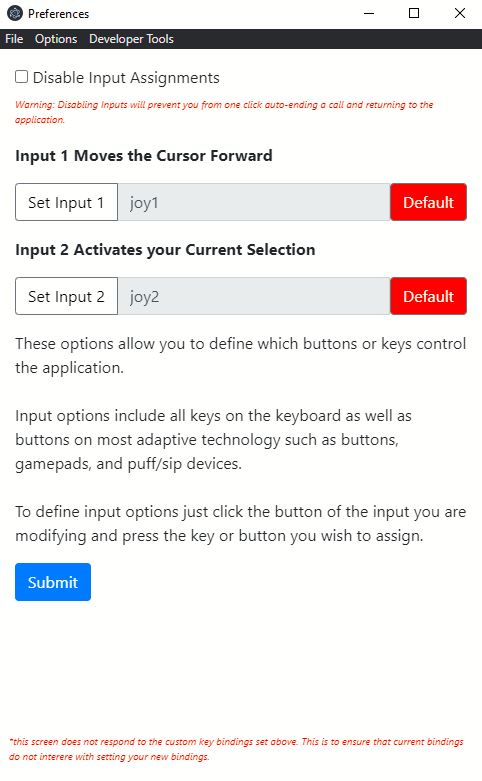 Preferences
File Options Developer Tools
Disable Input Assignments
Warning: Disabling Inputs will prevent you from one click auto-ending a call and returning to the
application.
Input 1 Moves the Cursor Forward
Set Input 1 joy1 Default
Input 2 Activates your Current Selection
Set Input 2 joy2 Default
These options allow you to define which buttons or keys control
the application.
Input options include all keys on the keyboard as well as
buttons on most adaptive technology such as buttons,
gamepads, and puff/sip devices.
To define input options just click the button of the input you are
modifying and press the key or button you wish to assign.
Submit
*this screen does not respond to the custom key bindings set above. This is to ensure that current bindings
do not interere with setting your new bindings.